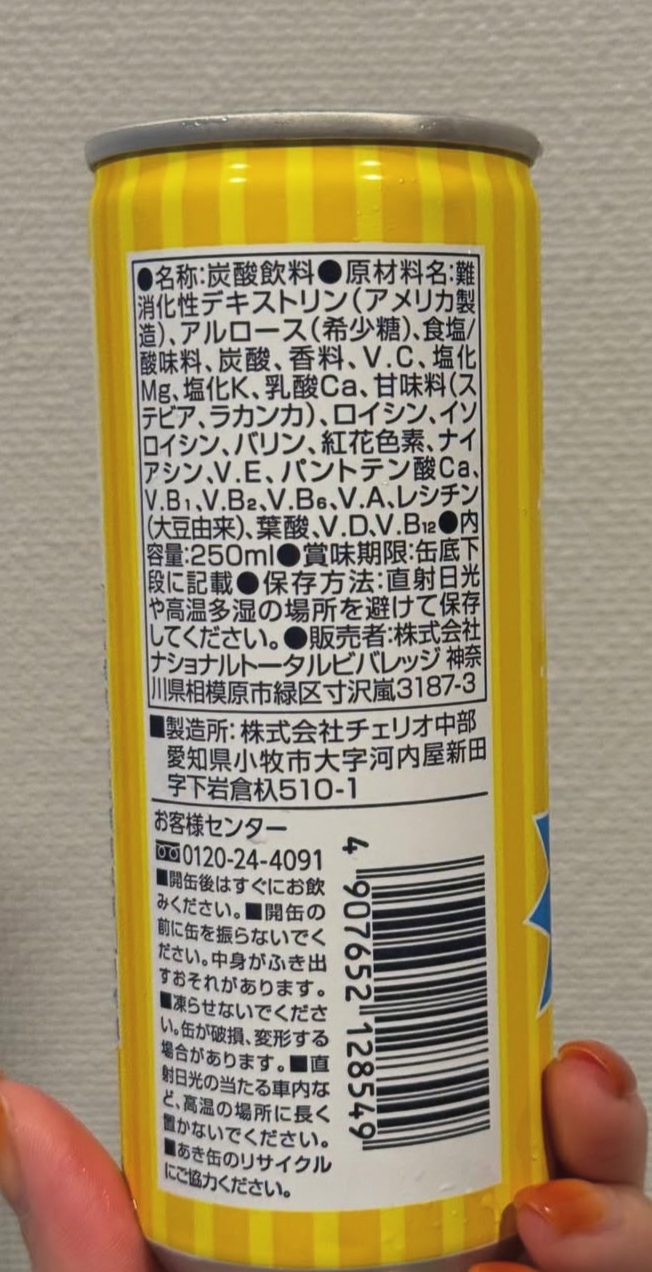 ●名称:炭酸飲料●原材料名:難
消化性デキストリン(アメリカ製
造)、アルロース(希少糖)、食塩/
酸味料、炭酸、香料、V.C、塩化
Mg、塩化K、乳酸Ca、甘味料(ス
テビア、ラカンカ)、ロイシン、イソ
ロイシン、バリン、紅花色素、ナイ
アシン、V.E、パントテン酸Ca、
V.B₁、V.B₂、V.B₆、V.A、レシチン
(大豆由来)、葉酸、V.D、V.B₁₂●内
容量:250ml●賞味期限:缶底下
段に記載●保存方法:直射日光
や高温多湿の場所を避けて保存
してください。●販売者:株式会社
ナショナルトータルビバレッジ 神奈
川県相模原市緑区寸沢嵐3187-3
■製造所:株式会社チェリオ中部
愛知県小牧市大字河内屋新田
字下岩倉杁510-1
お客様センター
0120-24-4091
■開缶後はすぐにお飲
みください。■開缶の
前に缶を振らないでく
ださい。中身がふき出
すおそれがあります。
■凍らせないでくださ
い。缶が破損、変形する
場合があります。■直
射日光の当たる車内な
ど、高温の場所に長く
置かないでください。
■あき缶のリサイクル
にご協力ください。
4 907652 128549